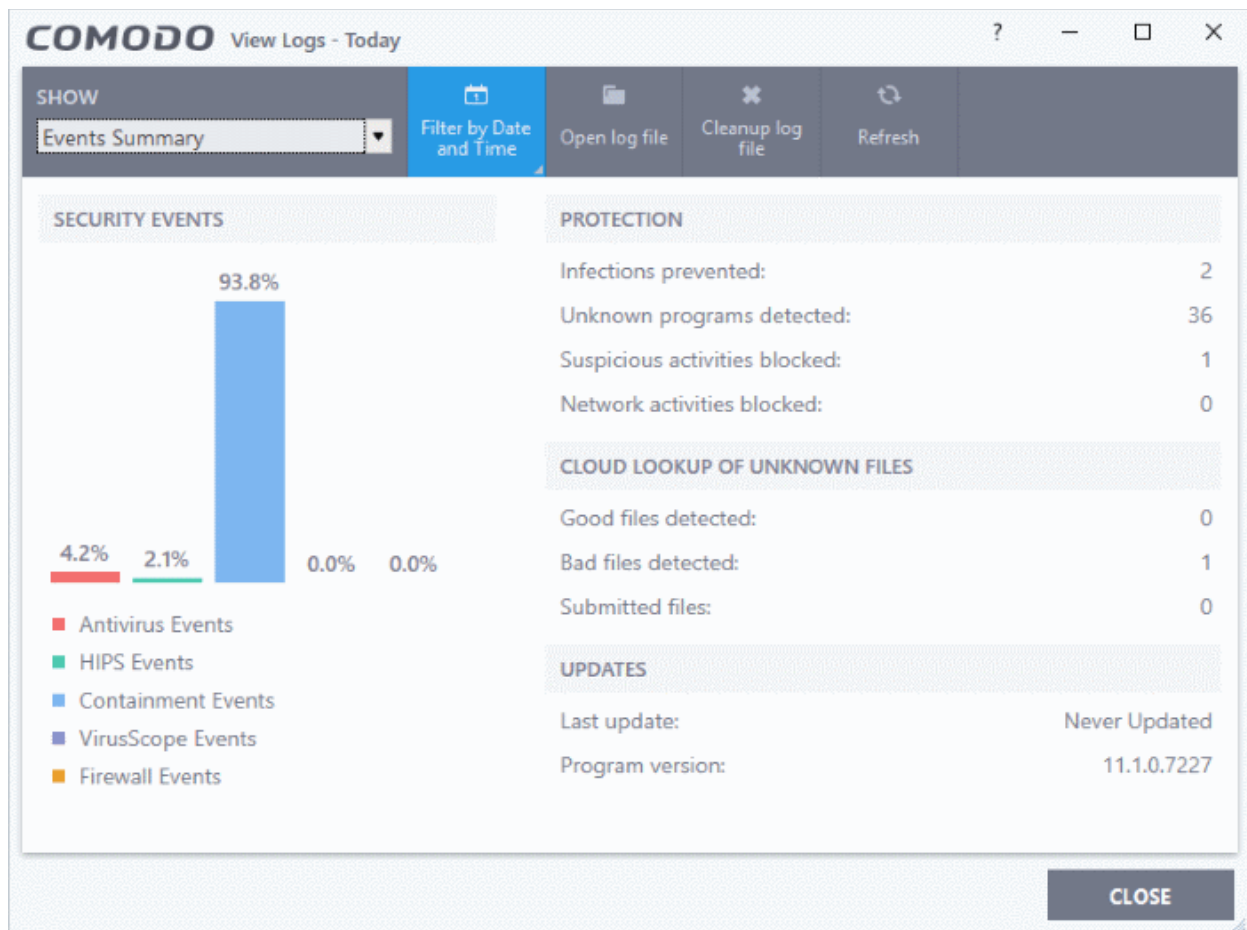 COMODO View Logs - Today
?
SHOW
Events Summary
Filter by Date
and Time
Open log file
Cleanup log
file
Refresh
SECURITY EVENTS
93.8%
4.2%
2.1%
0.0%
0.0%
Antivirus Events
HIPS Events
Containment Events
VirusScope Events
Firewall Events
PROTECTION
Infections prevented: 2
Unknown programs detected: 36
Suspicious activities blocked: 1
Network activities blocked: 0
CLOUD LOOKUP OF UNKNOWN FILES
Good files detected: 0
Bad files detected: 1
Submitted files: 0
UPDATES
Last update: Never Updated
Program version: 11.1.0.7227
CLOSE